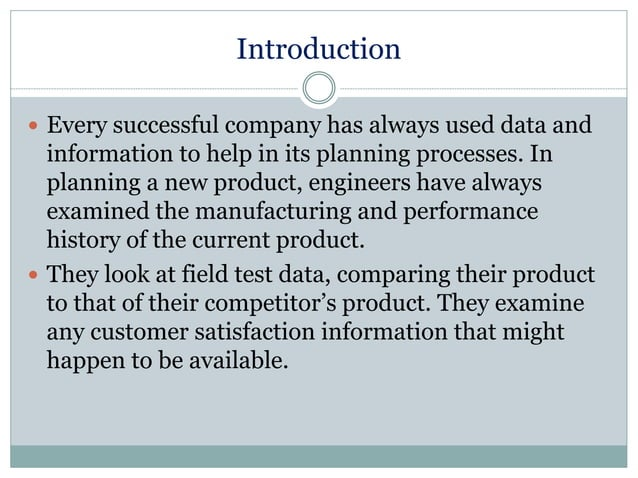 Introduction
• Every successful company has always used data and
information to help in its planning processes. In
planning a new product, engineers have always
examined the manufacturing and performance
history of the current product.
• They look at field test data, comparing their product
to that of their competitor’s product. They examine
any customer satisfaction information that might
happen to be available.